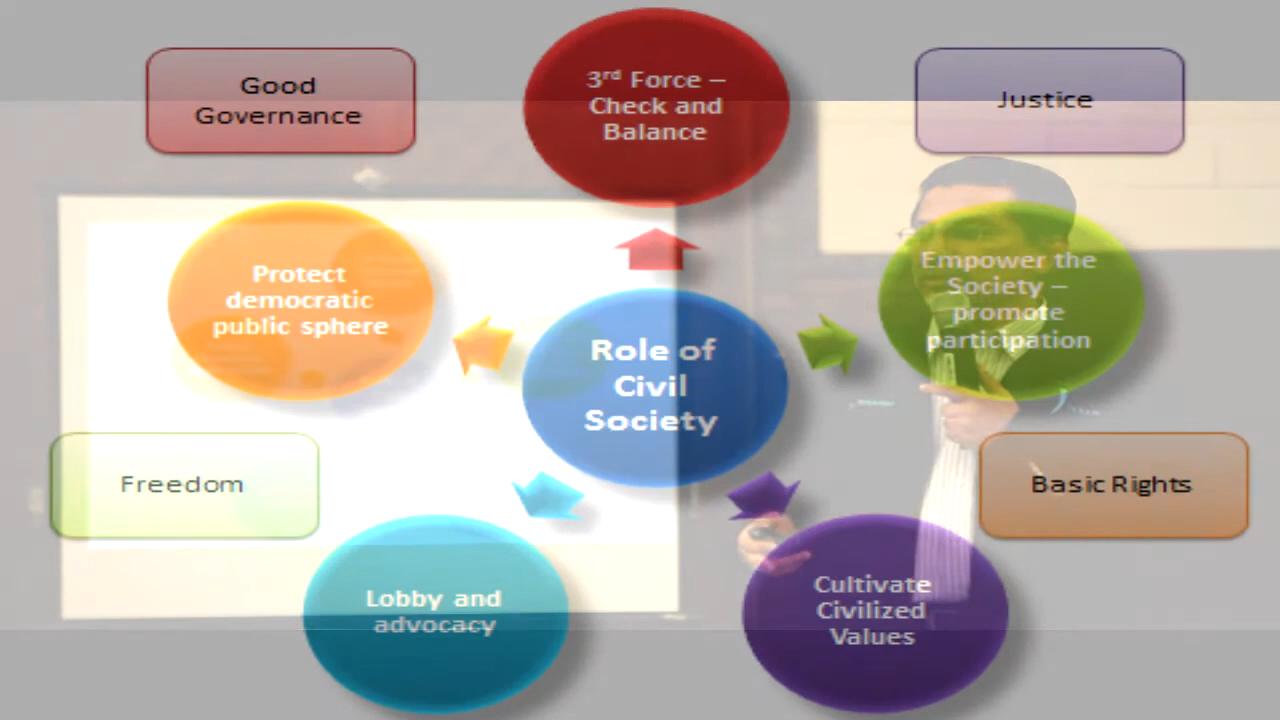 Good
Governance
3rd Force –
Check and
Balance
Justice
Protect
democratic
public sphere
Empower the
Society –
promote
participation
Role of
Civil
Society
Freedom
Basic Rights
Lobby and
advocacy
Cultivate
Civilized
Values